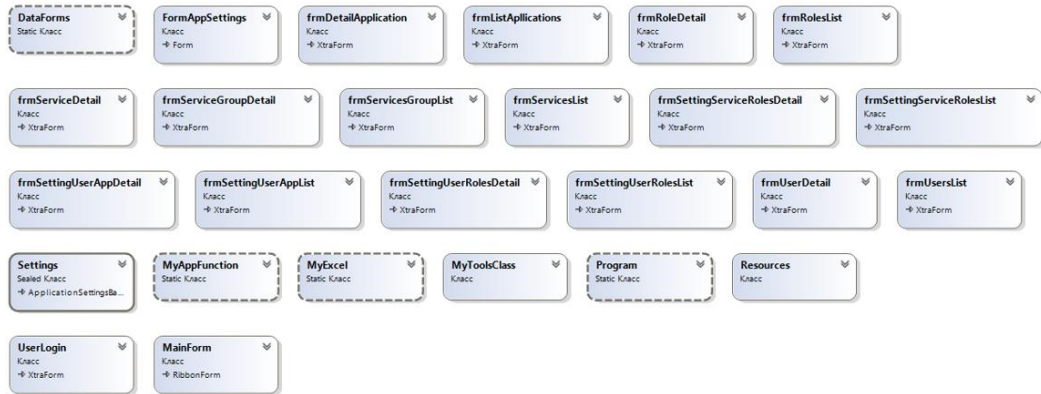 DataForms
Static Класс
FormAppSettings
Класс
Form
frmDetailApplication
Класс
XtraForm
frmListApllications
Класс
XtraForm
frmRoleDetail
Класс
XtraForm
frmRolesList
Класс
XtraForm
frmServiceDetail
Класс
XtraForm
frmServiceGroupDetail
Класс
XtraForm
frmServicesGroupList
Класс
XtraForm
frmServicesList
Класс
XtraForm
frmSettingServiceRolesDetail
Класс
XtraForm
frmSettingServiceRolesList
Класс
XtraForm
frmSettingUserAppDetail
Класс
XtraForm
frmSettingUserAppList
Класс
XtraForm
frmSettingUserRolesDetail
Класс
XtraForm
frmSettingUserRolesList
Класс
XtraForm
frmUserDetail
Класс
XtraForm
frmUsersList
Класс
XtraForm
Settings
Sealed Класс
ApplicationSettingsBa...
MyAppFunction
Static Класс
MyExcel
Static Класс
MyToolsClass
Класс
Program
Static Класс
Resources
Класс
UserLogin
Класс
XtraForm
MainForm
Класс
RibbonForm